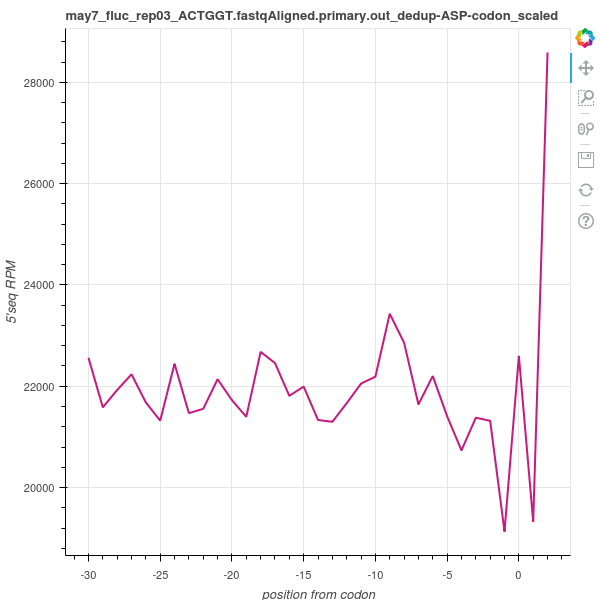 may7_fluc_rep03_ACTGGT.fastqAligned.primary.out_dedup-ASP-codon_scaled
28000
26000
24000
22000
20000
5'seq RPM
-30 -25 -20 -15 -10 -5 0
position from codon